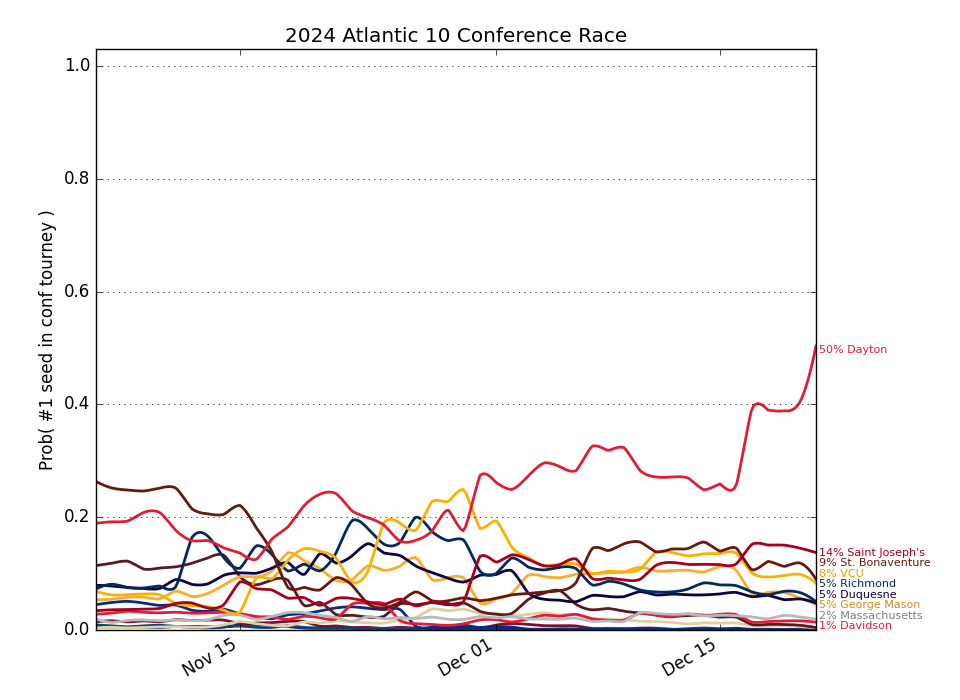 2024 Atlantic 10 Conference Race
Prob( #1 seed in conf tourney )
1.0
0.8
0.6
0.4
0.2
0.0
Nov 15
Dec 01
Dec 15
50% Dayton
14% Saint Joseph's
9% St. Bonaventure
8% VCU
5% Richmond
5% Duquesne
5% George Mason
2% Massachusetts
1% Davidson